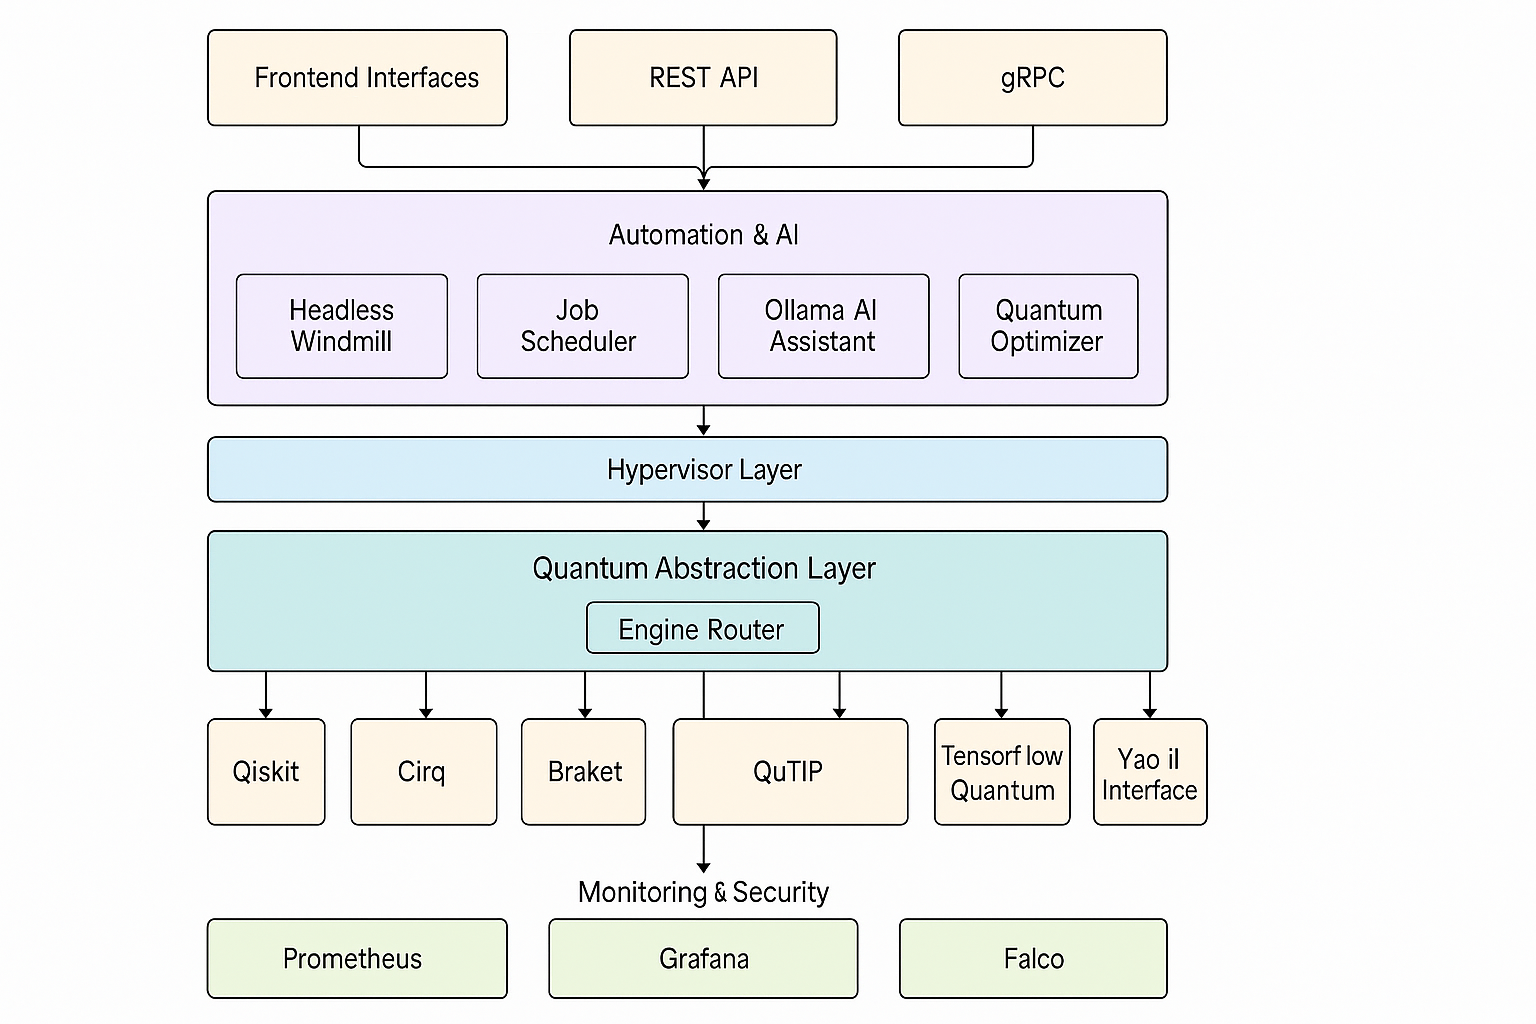 Frontend Interfaces
REST API
gRPC
Automation & AI
Headless
Windmill
Job
Scheduler
Ollama AI
Assistant
Quantum
Optimizer
Hypervisor Layer
Quantum Abstraction Layer
Engine Router
Qiskit
Cirq
Braket
QuTIP
Tensorf low
Quantum
Yao il
Interface
Monitoring & Security
Prometheus
Grafana
Falco